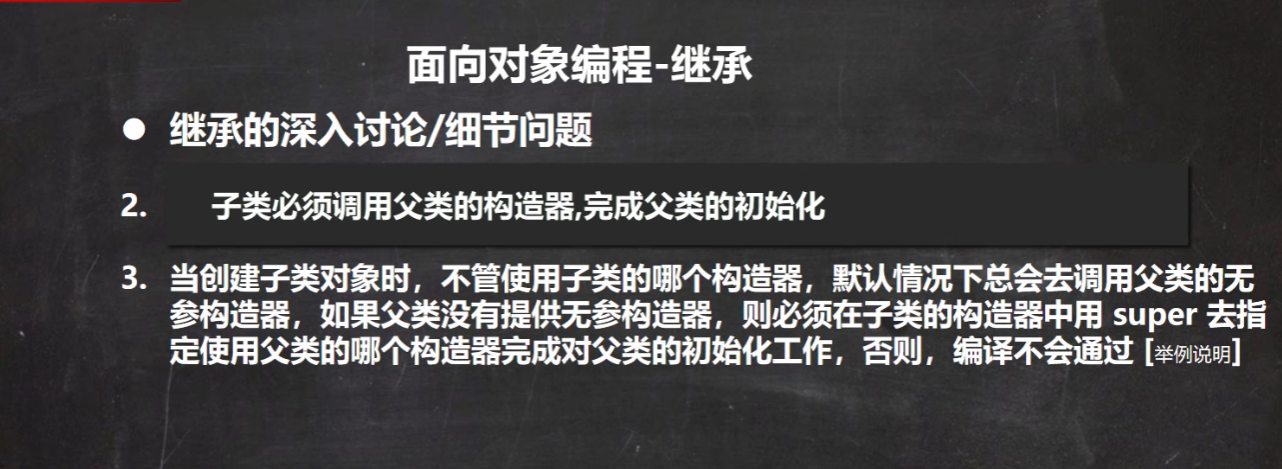 面向对象编程-继承
● 继承的深入讨论/细节问题
2. 子类必须调用父类的构造器,完成父类的初始化
3. 当创建子类对象时，不管使用子类的哪个构造器，默认情况下总会去调用父类的无
参构造器，如果父类没有提供无参构造器，则必须在子类的构造器中用 super 去指
定使用父类的哪个构造器完成对父类的初始化工作，否则，编译不会通过 [举例说明]